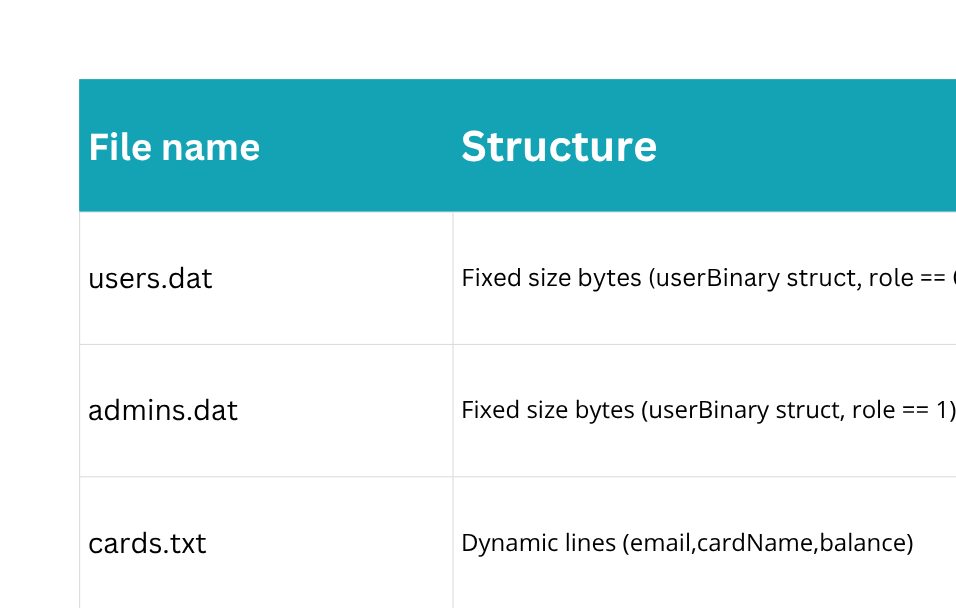 File name
Structure
users.dat
Fixed size bytes (userBinary struct, role ==
admins.dat
Fixed size bytes (userBinary struct, role == 1)
cards.txt
Dynamic lines (email,cardName,balance)